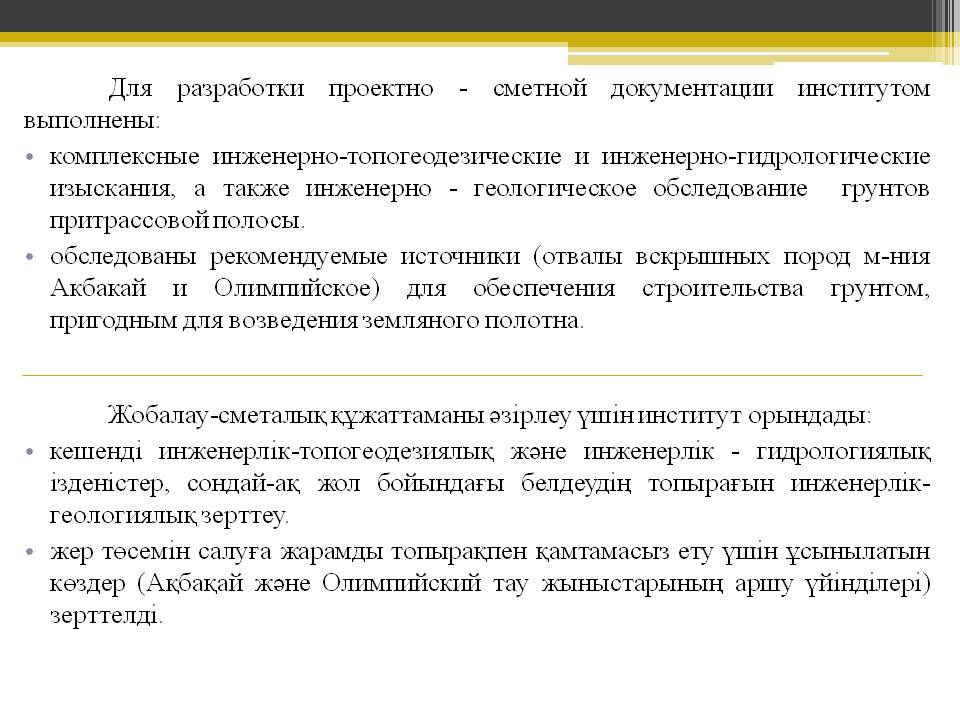 Для разработки проектно - сметной документации институтом
выполнены:
• комплексные инженерно-топогеодезические и инженерно-гидрологические
изыскания, а также инженерно - геологическое обследование грунтов
притрассовой полосы.
• обследованы рекомендуемые источники (отвалы вскрышных пород м-ния
Акбакай и Олимпийское) для обеспечения строительства грунтом,
пригодным для возведения земляного полотна.
Жобалау-сметалық құжаттаманы әзірлеу үшін институт орындады:
• кешенді инженерлік-топогеодезиялық және инженерлік - гидрологиялық
ізденістер, сондай-ақ жол бойындағы белдеудің топырағын инженерлік-
геологиялық зерттеу.
• жер төсемін салуға жарамды топырақпен қамтамасыз ету үшін ұсынылатын
көздер (Ақбақай және Олимпийский тау жыныстарының аршу үйінділері)
зерттелді.